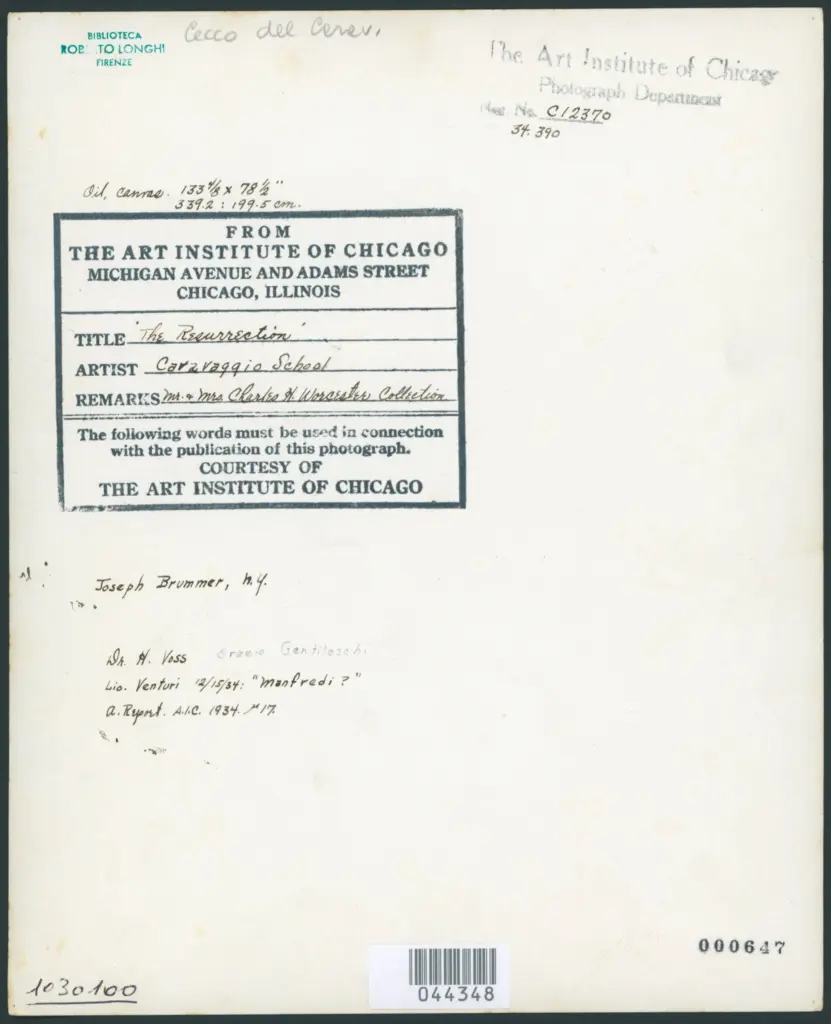 BIBLIOTECA
ROB TO LONGHI
FIRENZE
Cecco del Carav.
The Art Institute of Chicago
Photograph Department
Neg. No. C12370
34.390
Oil, canvas. 133 4/8 x 78 1/2"
339.2 : 199.5 cm.
FROM
THE ART INSTITUTE OF CHICAGO
MICHIGAN AVENUE AND ADAMS STREET
CHICAGO, ILLINOIS
TITLE 'The Resurrection'
ARTIST Caravaggio School
REMARKS Mr. + Mrs Charles H. Worcester Collection
The following words must be used in connection
with the publication of this photograph.
COURTESY OF
THE ART INSTITUTE OF CHICAGO
Joseph Brummer, N.Y.
Dr. H. Voss Orazio Gentileschi
Lio. Venturi 12/15/34: "Manfredi?"
A. Report. A.I.C. 1934. 17.
000647
1030100
044348